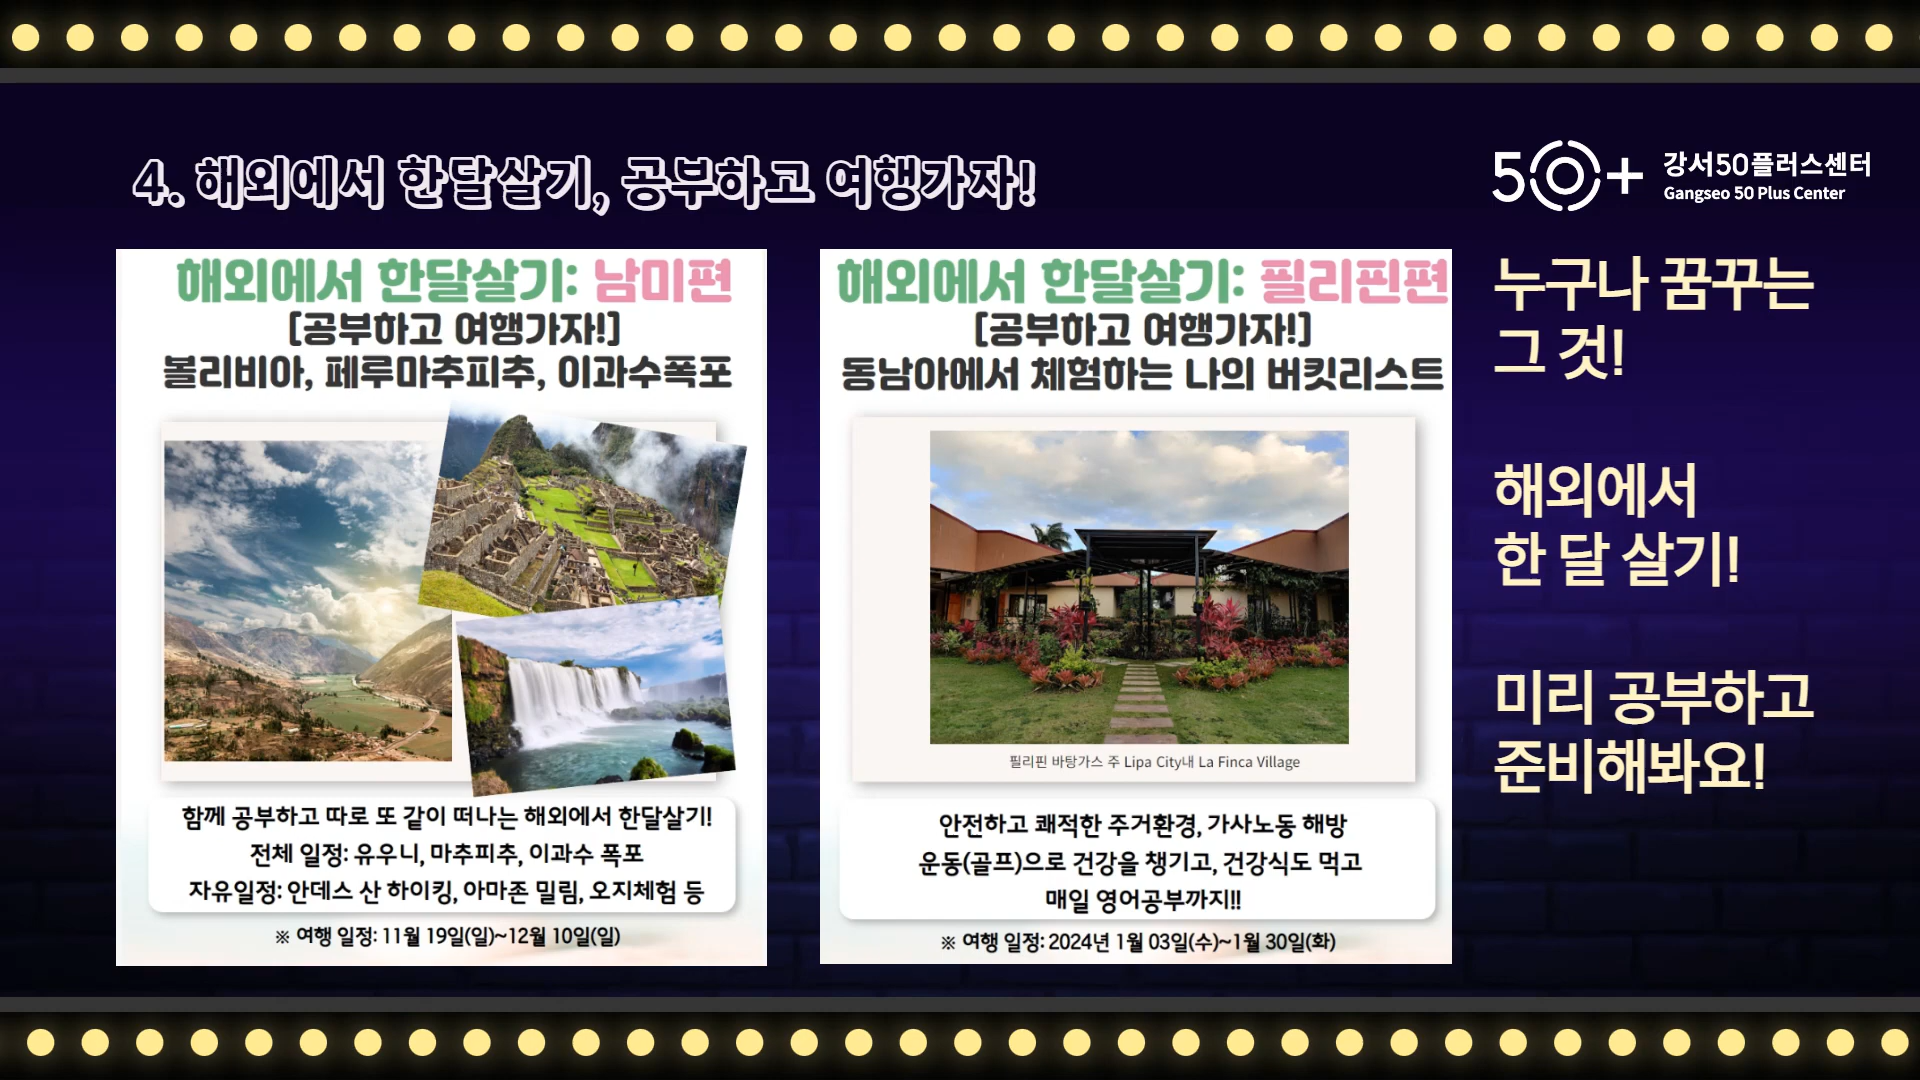 4. 해외에서 한달살기, 공부하고 여행가자!
50+ 강서50플러스센터
Gangseo 50 Plus Center
해외에서 한달살기: 남미편
[공부하고 여행가자!]
볼리비아, 페루마추피추, 이과수폭포
함께 공부하고 따로 또 같이 떠나는 해외에서 한달살기!
전체 일정: 유우니, 마추피추, 이과수 폭포
자유일정: 안데스 산 하이킹, 아마존 밀림, 오지체험 등
※ 여행 일정: 11월 19일(일)~12월 10일(일)
해외에서 한달살기: 필리핀편
[공부하고 여행가자!]
동남아에서 체험하는 나의 버킷리스트
필리핀 바탕가스 주 Lipa City내 La Finca Village
안전하고 쾌적한 주거환경, 가사노동 해방
운동(골프)으로 건강을 챙기고, 건강식도 먹고
매일 영어공부까지!!
※ 여행 일정: 2024년 1월 03일(수)~1월 30일(화)
누구나 꿈꾸는
그 것!
해외에서
한 달 살기!
미리 공부하고
준비해봐요!